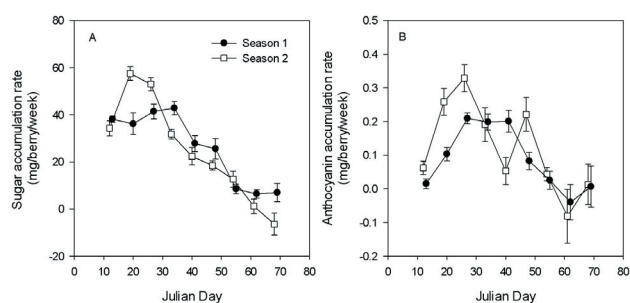 A
Season 1
Season 2
Sugar accumulation rate
(mg/berry/week)
80
60
40
20
0
-20
0 10 20 30 40 50 60 70 80
Julian Day
B
Anthocyanin accumulation rate
(mg/berry/week)
0.5
0.4
0.3
0.2
0.1
0.0
-0.1
-0.2
0 10 20 30 40 50 60 70 80
Julian Day